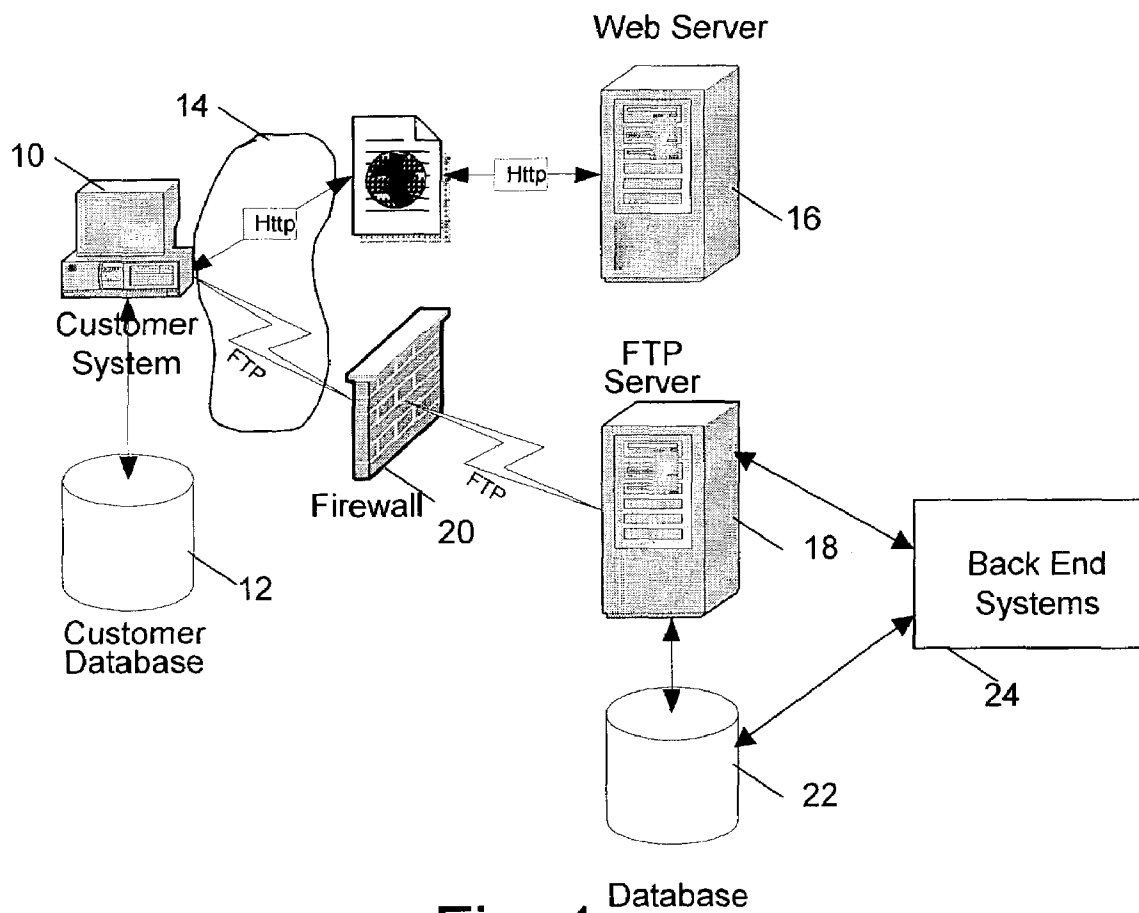 Web Server
14
10
Http
Http
16
Customer
System
FTP
FTP
Server
Firewall
20
FTP
18
Back End
Systems
12
24
Customer
Database
22
Database